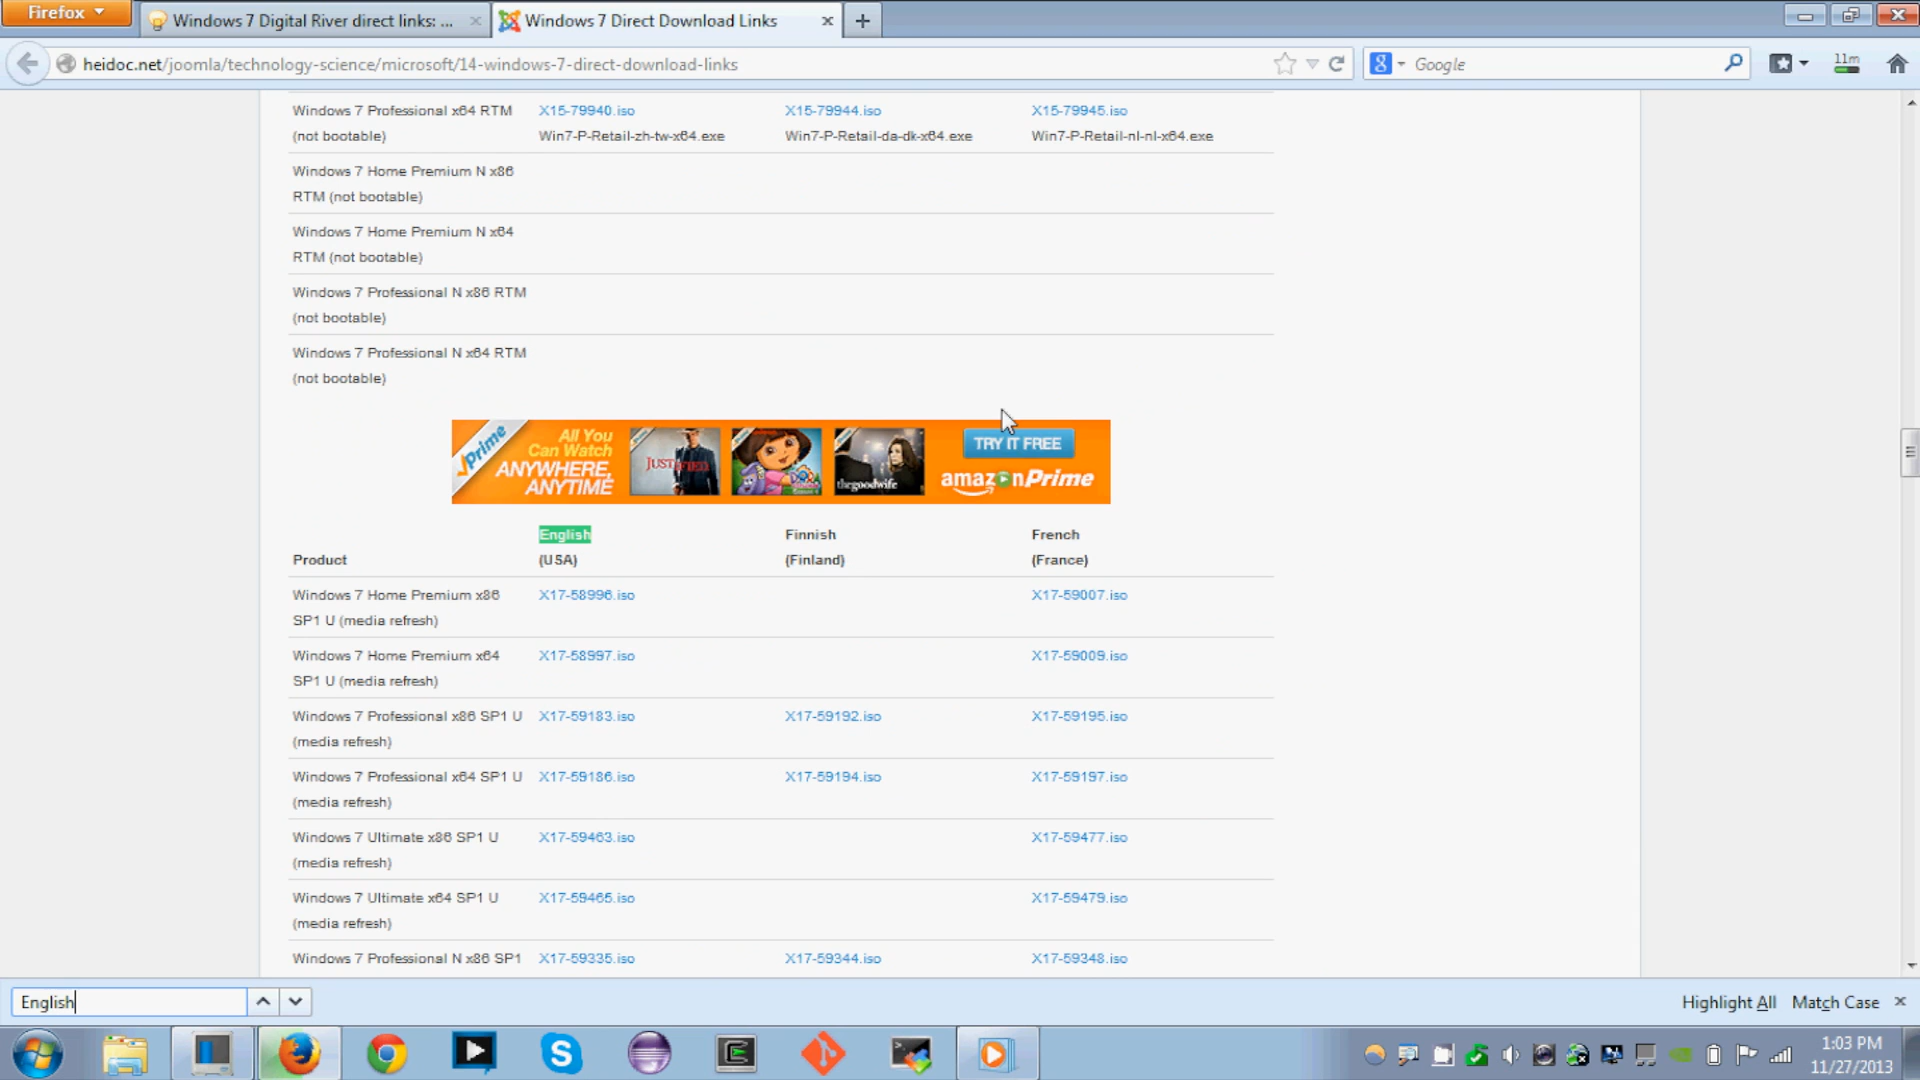 Firefox
Windows 7 Digital River direct links: ...
Windows 7 Direct Download Links
heidoc.net/joomla/technology-science/microsoft/14-windows-7-direct-download-links
Google
11m
Windows 7 Professional x64 RTM
(not bootable)
X15-79940.iso
Win7-P-Retail-zh-tw-x64.exe
X15-79944.iso
Win7-P-Retail-da-dk-x64.exe
X15-79945.iso
Win7-P-Retail-nl-nl-x64.exe
Windows 7 Home Premium N x86
RTM (not bootable)
Windows 7 Home Premium N x64
RTM (not bootable)
Windows 7 Professional N x86 RTM
(not bootable)
Windows 7 Professional N x64 RTM
(not bootable)
Prime
All You
Can Watch
ANYWHERE,
ANYTIME
JUSTIFIED
thegoodwife
TRY IT FREE
amazon Prime
Product
English
(USA)
Finnish
(Finland)
French
(France)
Windows 7 Home Premium x86
SP1 U (media refresh)
X17-58996.iso
X17-59007.iso
Windows 7 Home Premium x64
SP1 U (media refresh)
X17-58997.iso
X17-59009.iso
Windows 7 Professional x86 SP1 U
(media refresh)
X17-59183.iso
X17-59192.iso
X17-59195.iso
Windows 7 Professional x64 SP1 U
(media refresh)
X17-59186.iso
X17-59194.iso
X17-59197.iso
Windows 7 Ultimate x86 SP1 U
(media refresh)
X17-59463.iso
X17-59477.iso
Windows 7 Ultimate x64 SP1 U
(media refresh)
X17-59465.iso
X17-59479.iso
Windows 7 Professional N x86 SP1
X17-59335.iso
X17-59344.iso
X17-59348.iso
English
Highlight All
Match Case
1:03 PM
11/27/2013